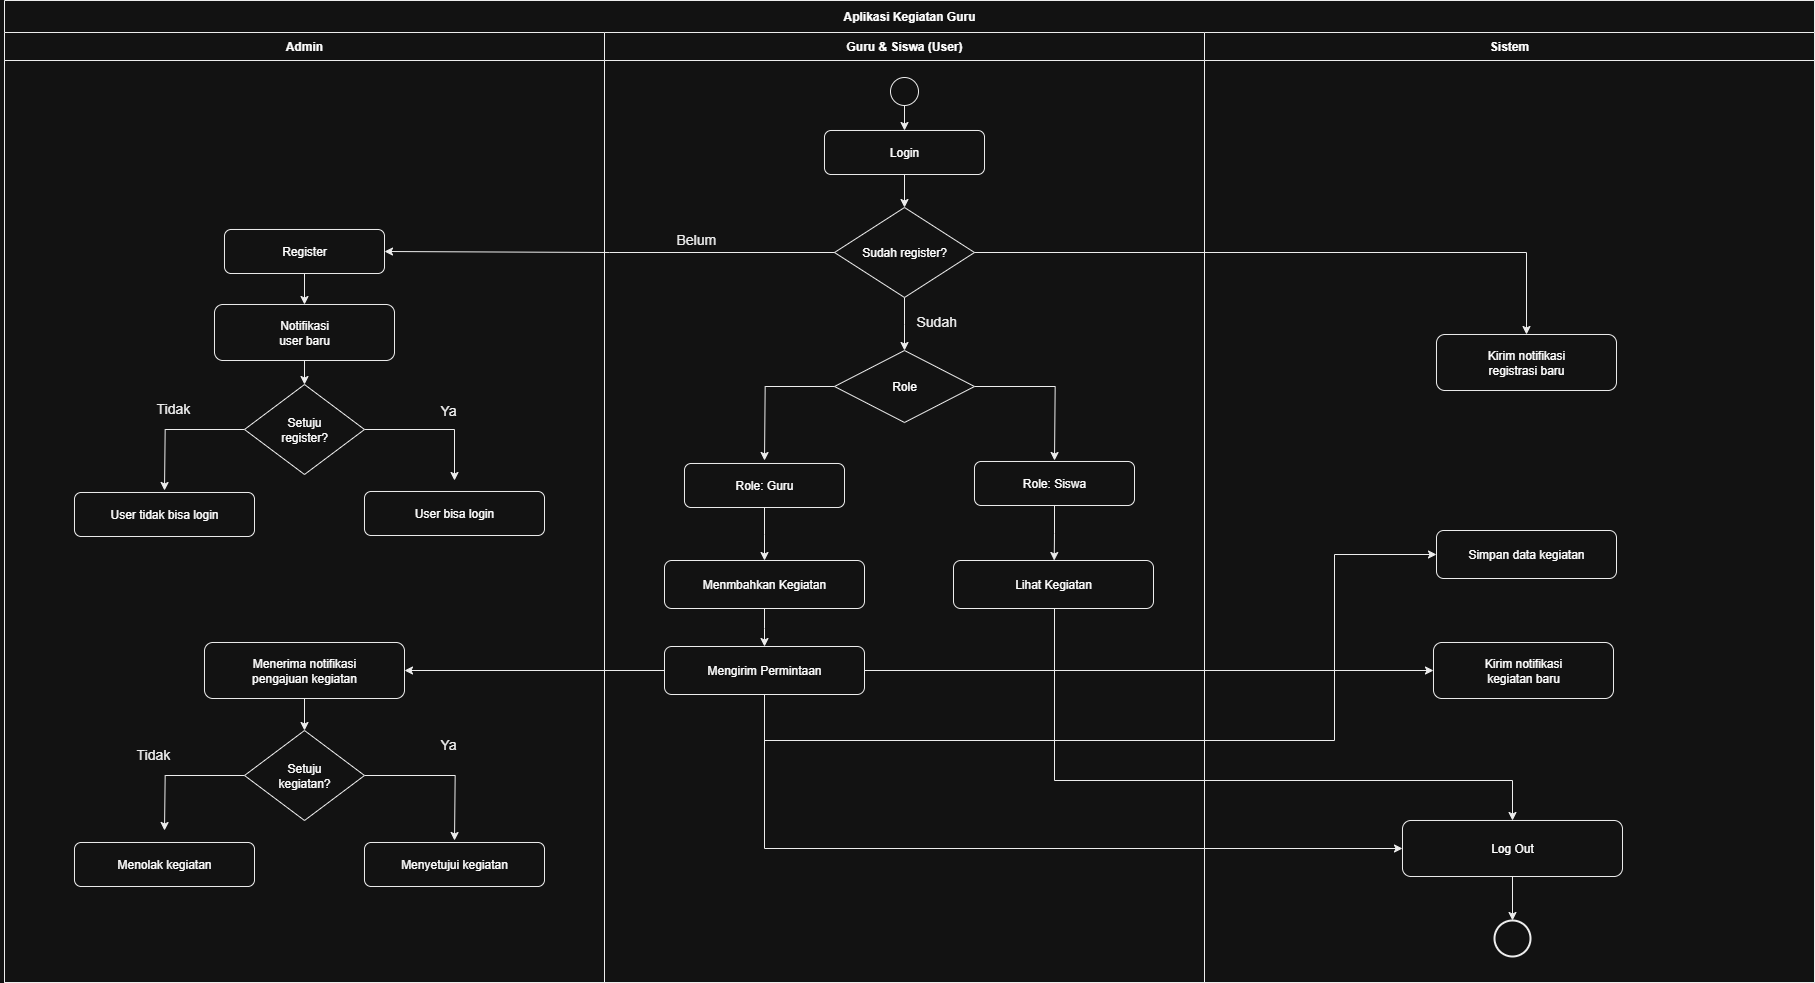 Aplikasi Kegiatan Guru
Admin
Guru & Siswa (User)
Sistem
Login
Sudah register?
Belum
Sudah
Register
Notifikasi
user baru
Setuju
register?
Tidak
Ya
User tidak bisa login
User bisa login
Kirim notifikasi
registrasi baru
Role
Role: Guru
Role: Siswa
Menmbahkan Kegiatan
Lihat Kegiatan
Simpan data kegiatan
Menerima notifikasi
pengajuan kegiatan
Mengirim Permintaan
Kirim notifikasi
kegiatan baru
Setuju
kegiatan?
Tidak
Ya
Menolak kegiatan
Menyetujui kegiatan
Log Out